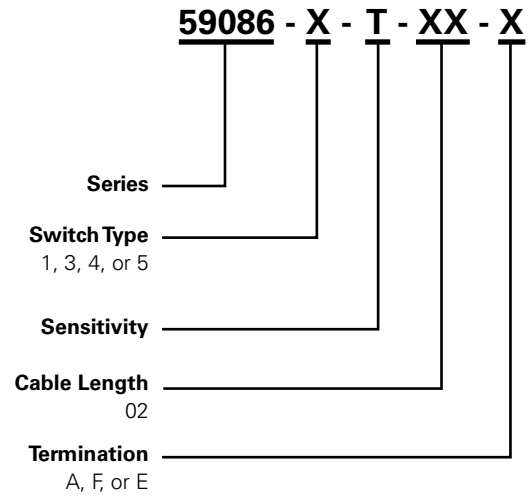 59086 - X - T - XX - X
Series
Switch Type
1, 3, 4, or 5
Sensitivity
Cable Length
02
Termination
A, F, or E